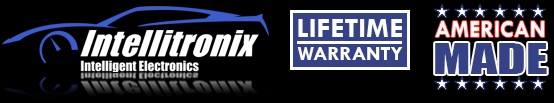 Intellitronix
Intelligent Electronics
LIFETIME
WARRANTY
AMERICAN
MADE